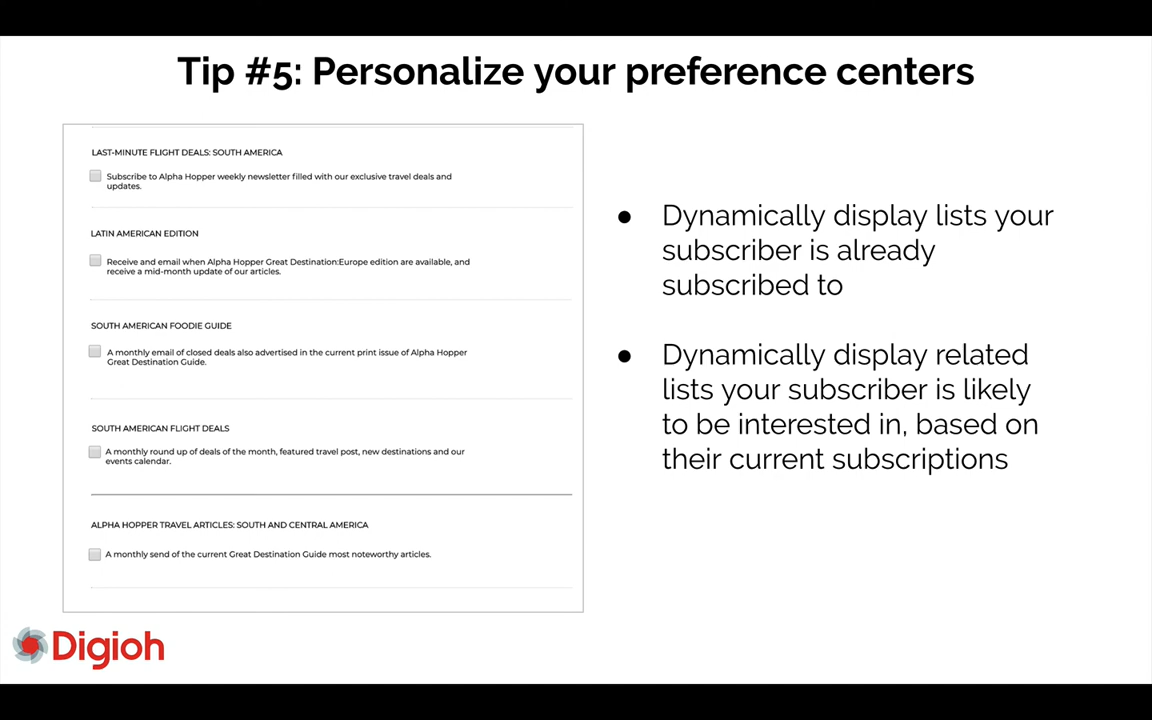 Tip #5: Personalize your preference centers
LAST-MINUTE FLIGHT DEALS: SOUTH AMERICA
Subscribe to Alpha Hopper weekly newsletter filled with our exclusive travel deals and
updates.
LATIN AMERICAN EDITION
Receive and email when Alpha Hopper Great Destination:Europe edition are available, and
receive a mid-month update of our articles.
SOUTH AMERICAN FOODIE GUIDE
A monthly email of closed deals also advertised in the current print issue of Alpha Hopper
Great Destination Guide.
SOUTH AMERICAN FLIGHT DEALS
A monthly round up of deals of the month, featured travel post, new destinations and our
events calendar.
ALPHA HOPPER TRAVEL ARTICLES: SOUTH AND CENTRAL AMERICA
A monthly send of the current Great Destination Guide most noteworthy articles.
● Dynamically display lists your
subscriber is already
subscribed to
● Dynamically display related
lists your subscriber is likely
to be interested in, based on
their current subscriptions
Digioh